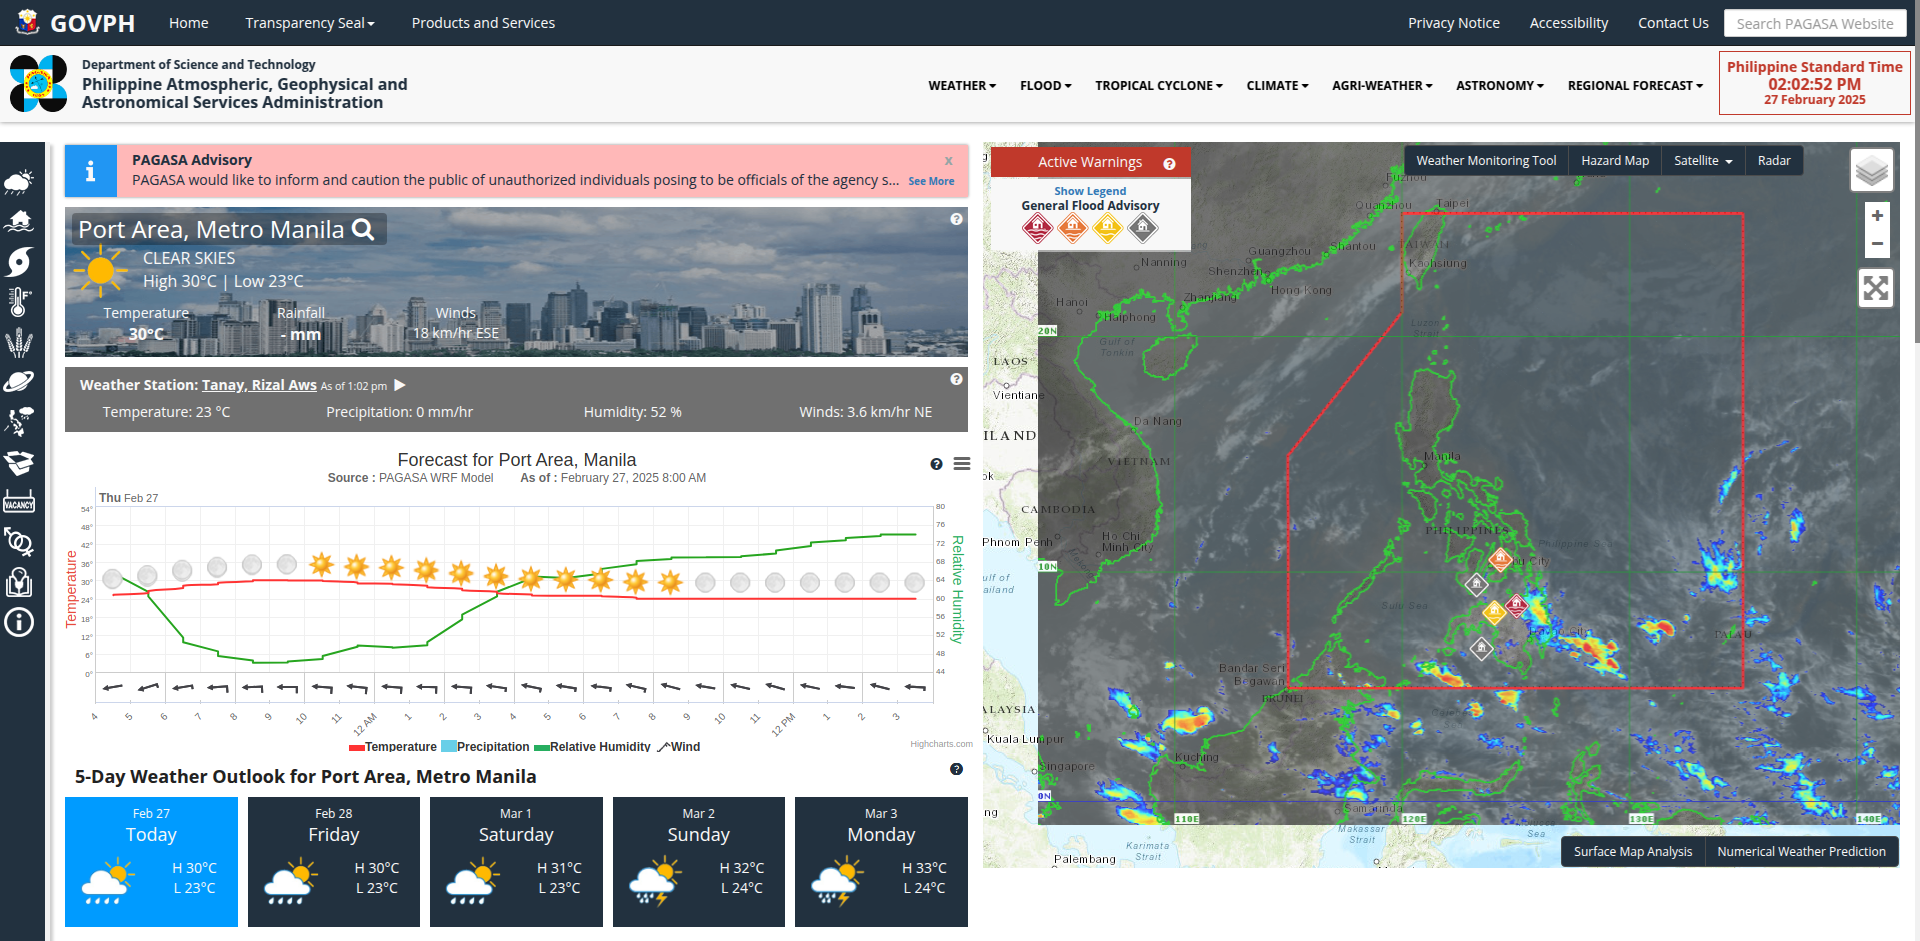 GOVPH
Home
Transparency Seal
Products and Services
Privacy Notice
Accessibility
Contact Us
Search PAGASA Website
Department of Science and Technology
Philippine Atmospheric, Geophysical and
Astronomical Services Administration
WEATHER
FLOOD
TROPICAL CYCLONE
CLIMATE
AGRI-WEATHER
ASTRONOMY
REGIONAL FORECAST
Philippine Standard Time
02:02:52 PM
27 February 2025
VACANCY
PAGASA Advisory
x
PAGASA would like to inform and caution the public of unauthorized individuals posing to be officials of the agency s... See More
Port Area, Metro Manila
CLEAR SKIES
High 30°C | Low 23°C
Temperature
30°C
Rainfall
- mm
Winds
18 km/hr ESE
Weather Station: Tanay, Rizal Aws As of 1:02 pm
Temperature: 23 °C
Precipitation: 0 mm/hr
Humidity: 52 %
Winds: 3.6 km/hr NE
Forecast for Port Area, Manila
Source : PAGASA WRF Model As of : February 27, 2025 8:00 AM
Thu Feb 27
54°
48°
42°
36°
30°
24°
18°
12°
6°
0°
Temperature
80
76
72
68
64
60
56
52
48
44
Relative Humidity
4 5 6 7 8 9 10 11 12 AM 1 2 3 4 5 6 7 8 9 10 11 12 PM 1 2 3
Temperature Precipitation Relative Humidity Wind
Highcharts.com
5-Day Weather Outlook for Port Area, Metro Manila
Feb 27
Today
H 30°C
L 23°C
Feb 28
Friday
H 30°C
L 23°C
Mar 1
Saturday
H 31°C
L 23°C
Mar 2
Sunday
H 32°C
L 24°C
Mar 3
Monday
H 33°C
L 24°C
Active Warnings
Show Legend
General Flood Advisory
Weather Monitoring Tool
Hazard Map
Satellite
Radar
Fuzhou
Quanzhou
Taipei
Guangzhou
Shantou
TAIWAN
Nanning
Shenzhen
Kaohsiung
Hanoi
Zhanjiang
Hong Kong
Haiphong
20N
Luzon
Strait
Gulf of
Tonkin
LAOS
Vientiane
Da Nang
ILAND
VIETNAM
Manila
ok
CAMBODIA
PHILIPPINES
Phnom Penh
Ho Chi
Minh City
Philippine S
10N
ulf of
ailand
Sulu Sea
PALAU
Bandar Seri
Begawan
BRUNEI
ALAYSIA
Kuala Lumpur
Kuching
Singapore
0N
Samarinda
110E
120E
130E
140E
ng
Makassar
Strait
Sea
Karimata
Strait
Palembang
Surface Map Analysis
Numerical Weather Prediction